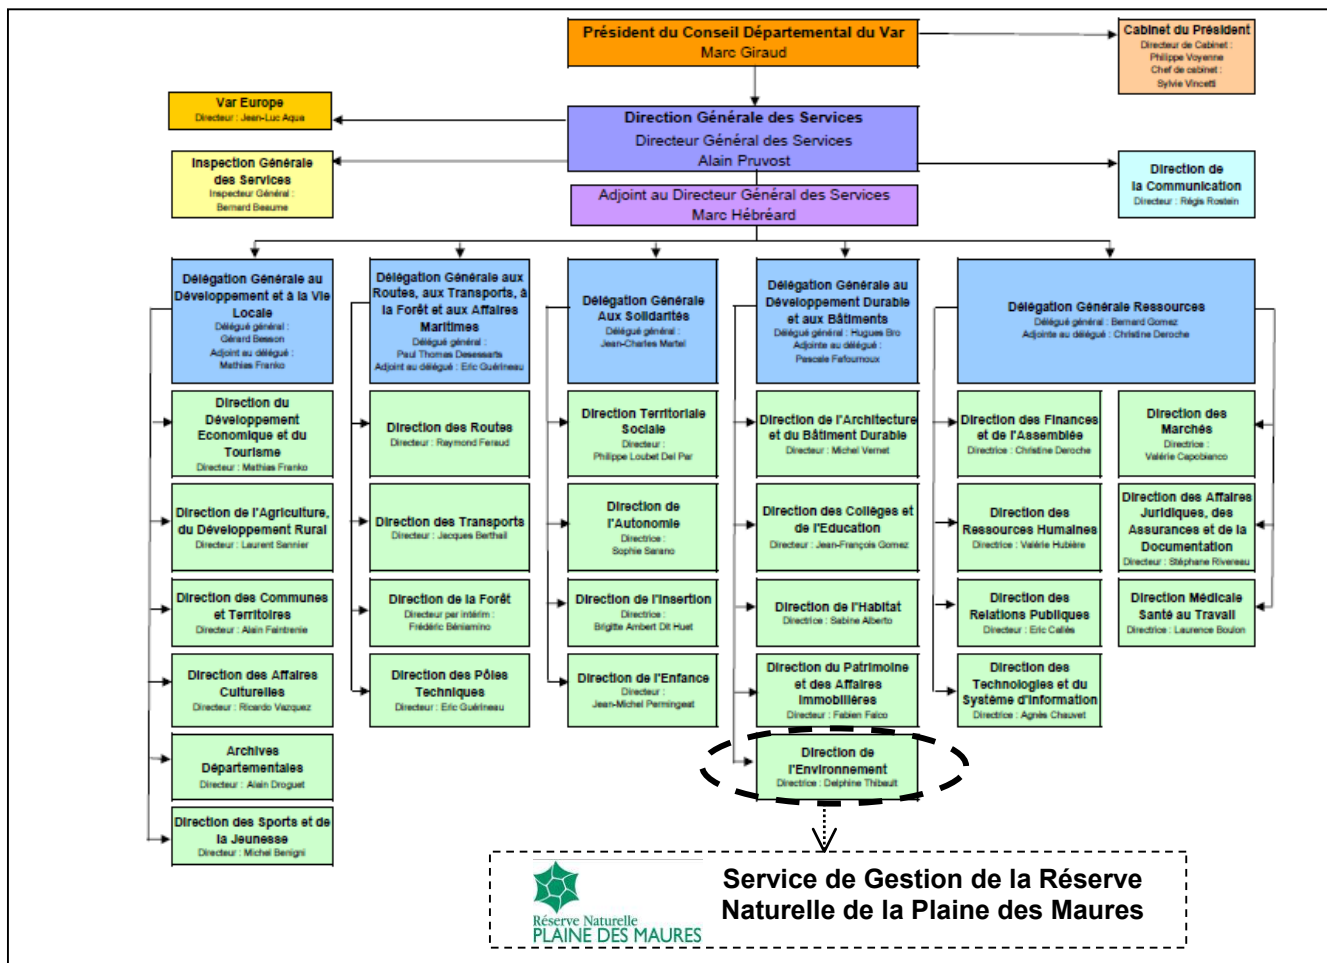 Président du Conseil Départemental du Var
Marc Giraud
Cabinet du Président
Directeur de Cabinet :
Philippe Voyenne
Chef de cabinet :
Sylvie Vincetti
Var Europe
Directeur : Jean-Luc Aqua
Direction Générale des Services
Directeur Général des Services
Alain Pruvost
Inspection Générale
des Services
Inspecteur Général :
Bernard Beaume
Direction de
la Communication
Directeur : Régis Rostein
Adjoint au Directeur Général des Services
Marc Hébréard
Délégation Générale au
Développement et à la Vie
Locale
Délégué général :
Gérard Besson
Adjoint au délégué :
Mathias Franko
Délégation Générale aux
Routes, aux Transports, à
la Forêt et aux Affaires
Maritimes
Délégué général :
Paul Thomas Desessarts
Adjoint au délégué : Eric Guérineau
Délégation Générale
Aux Solidarités
Délégué général :
Jean-Charles Martel
Délégation Générale au
Développement Durable
et aux Bâtiments
Délégué général : Hugues Bro
Adjointe au délégué :
Pascale Fafournoux
Délégation Générale Ressources
Délégué général : Bernard Gomez
Adjointe au délégué : Christine Deroche
Direction du
Développement
Economique et du
Tourisme
Directeur : Mathias Franko
Direction des Routes
Directeur : Raymond Feraud
Direction Territoriale
Sociale
Directeur :
Philippe Loubet Del Par
Direction de l'Architecture
et du Bâtiment Durable
Directeur : Michel Vernet
Direction des Finances
et de l'Assemblée
Directrice : Christine Deroche
Direction des
Marchés
Directrice :
Valérie Capobianco
Direction de l'Agriculture,
du Développement Rural
Directeur : Laurent Sannier
Direction des Transports
Directeur : Jacques Berthail
Direction de
l'Autonomie
Directrice :
Sophie Sarano
Direction des Collèges et
de l'Education
Directeur : Jean-François Gomez
Direction
des
Ressources Humaines
Directrice : Valérie Hubière
Direction des Affaires
Juridiques, des
Assurances et de la
Documentation
Directeur : Stéphane Rivereau
Direction des Communes
et Territoires
Directeur : Alain Faintrenie
Direction de la Forêt
Directeur par intérim :
Frédéric Béniamino
Direction de l'Insertion
Directrice :
Brigitte Ambert Dit Huet
Direction de l'Habitat
Directrice : Sabine Alberto
Direction des
Relations Publiques
Directeur : Eric Callès
Direction Médicale
Santé au Travail
Directrice : Laurence Boulon
Direction des Affaires
Culturelles
Directeur : Ricardo Vazquez
Direction des Pôles
Techniques
Directeur : Eric Guérineau
Direction de l'Enfance
Directeur :
Jean-Michel Permingeat
Direction du Patrimoine
et des Affaires
Immobilières
Directeur : Fabien Falco
Direction des
Technologies et du
Système d'Information
Directrice : Agnès Chauvet
Archives
Départementales
Directeur : Alain Droguet
Direction de
l'Environnement
Directrice : Delphine Thibault
Direction des Sports et de
la Jeunesse
Directeur : Michel Benigni
Réserve Naturelle
PLAINE DES MAURES
Service de Gestion de la Réserve
Naturelle de la Plaine des Maures